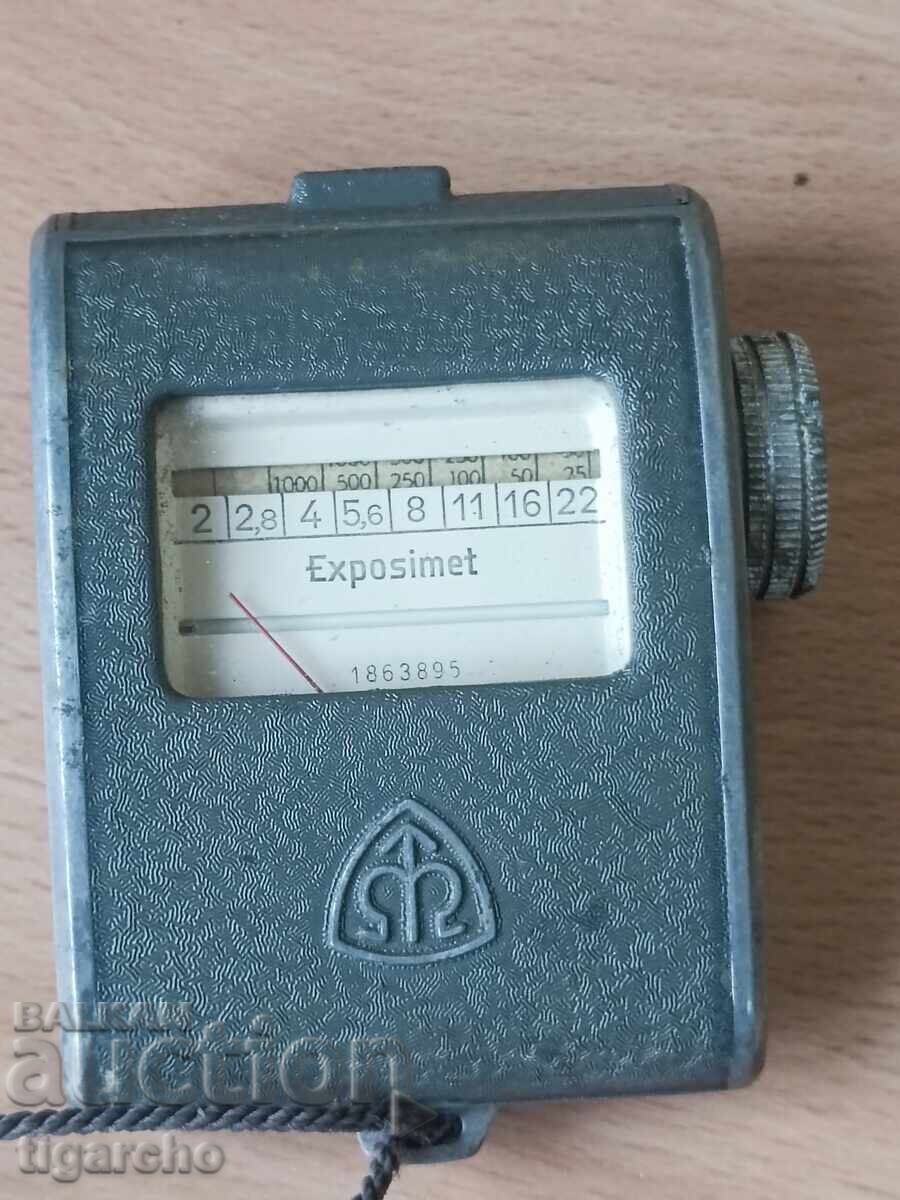 1000 500 250 100 50 25
2 2,8 4 5,6 8 11 16 22
Exposimet
1863895
BALKAN
auction
tigarcho